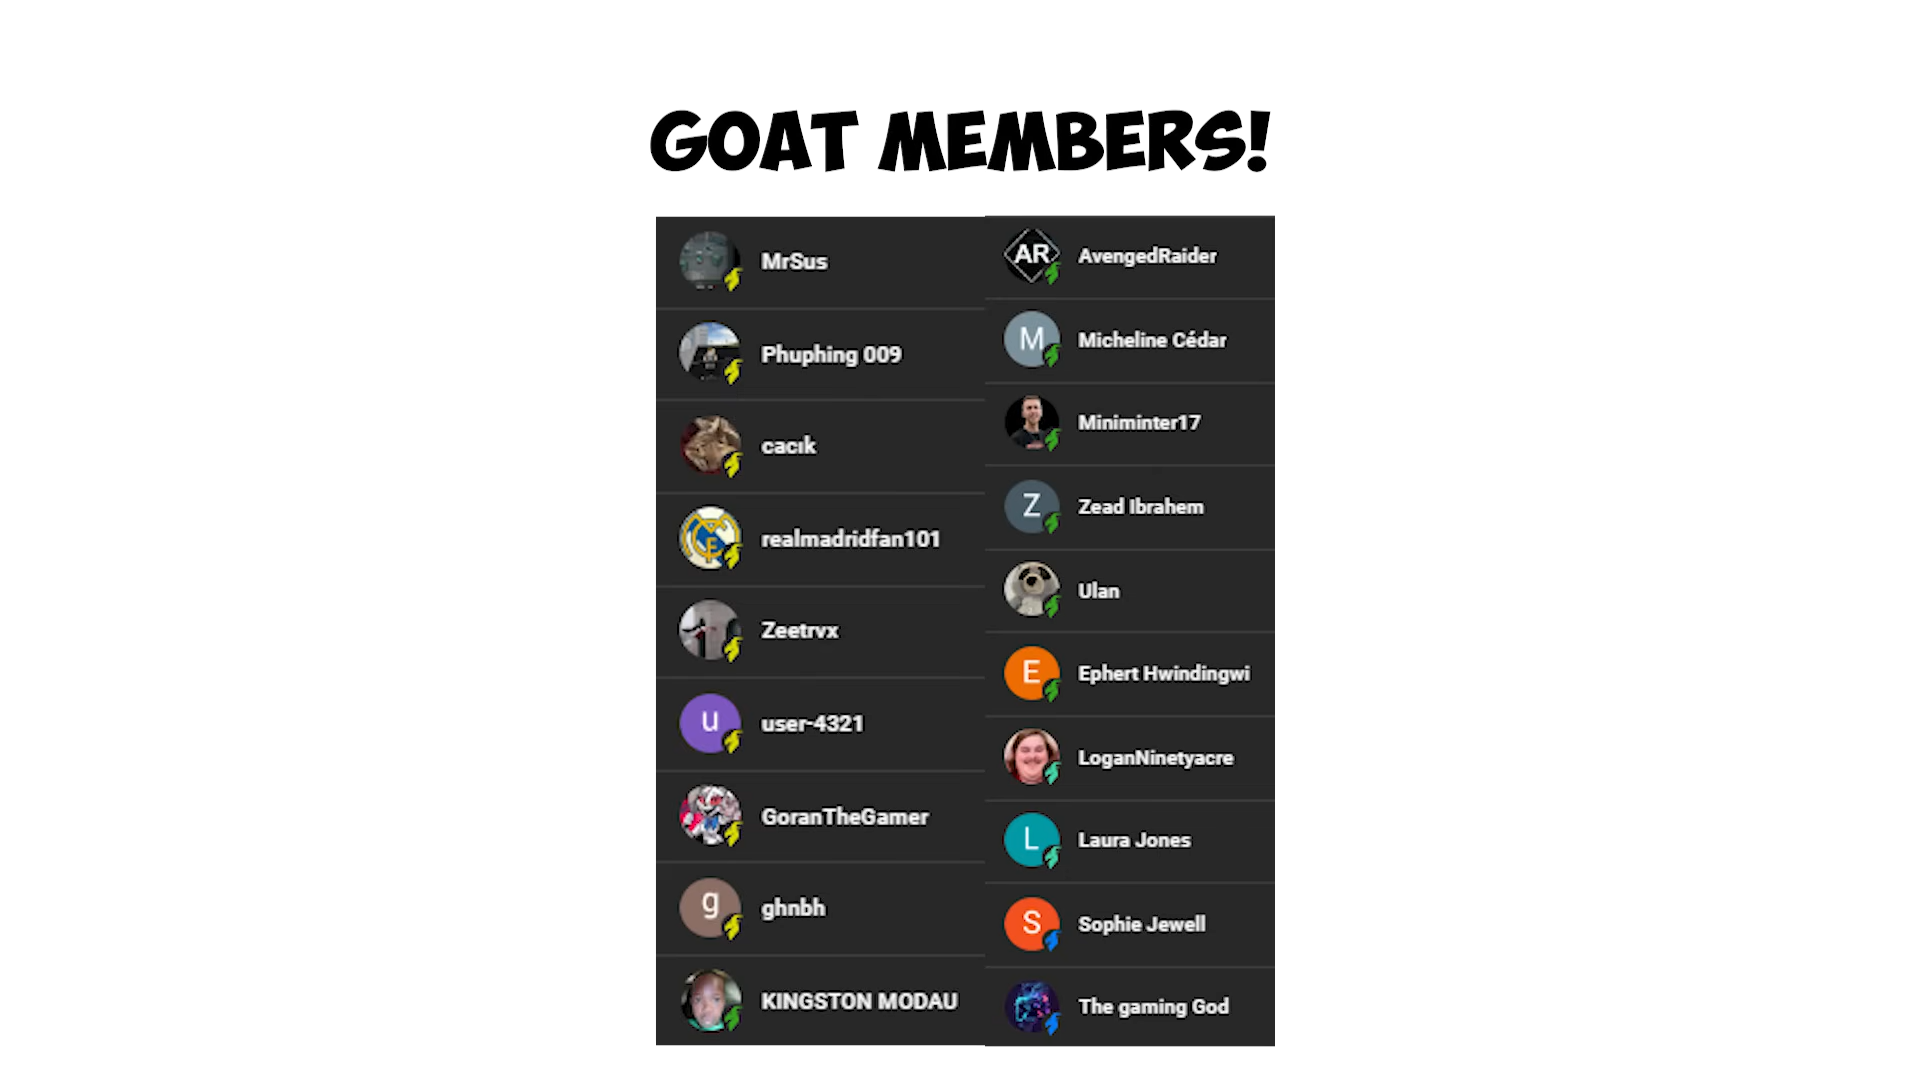 GOAT MEMBERS!
MrSus
Phuphing 009
cacık
realmadridfan101
Zeetrvx
u
user-4321
GoranTheGamer
g
ghnbh
KINGSTON MODAU
AR
AvengedRaider
M
Micheline Cédar
Miniminter17
Z
Zead Ibrahem
Ulan
E
Ephert Hwindingwi
LoganNinetyacre
L
Laura Jones
S
Sophie Jewell
The gaming God